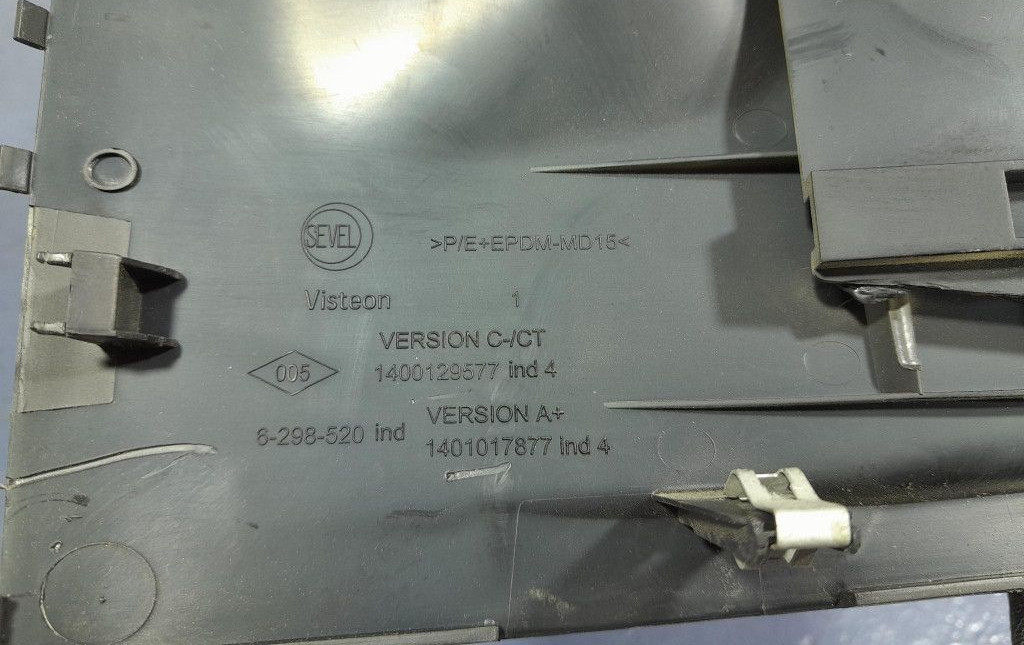 SEVEL
>P/E+EPDM-MD15<
Visteon 1
VERSION C-/CT
005 1400129577 ind 4
VERSION A+
6-298-520 ind 1401017877 ind 4